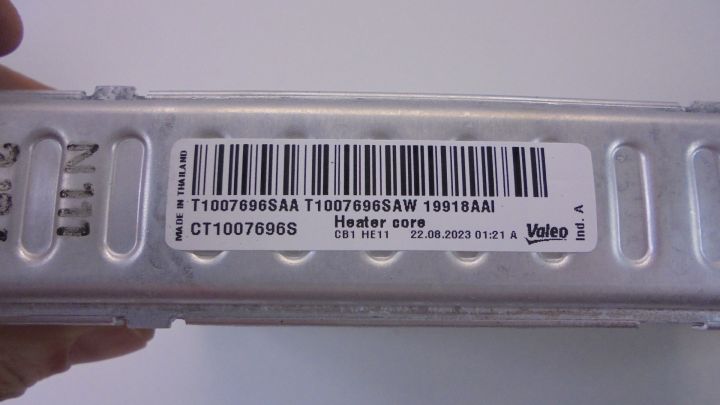 MADE IN THAILAND
T1007696SAA T1007696SAW 19918AAI
CT1007696S
Heater core
CB1 HE11 22.08.2023 01:21 A
Valeo
Ind. A